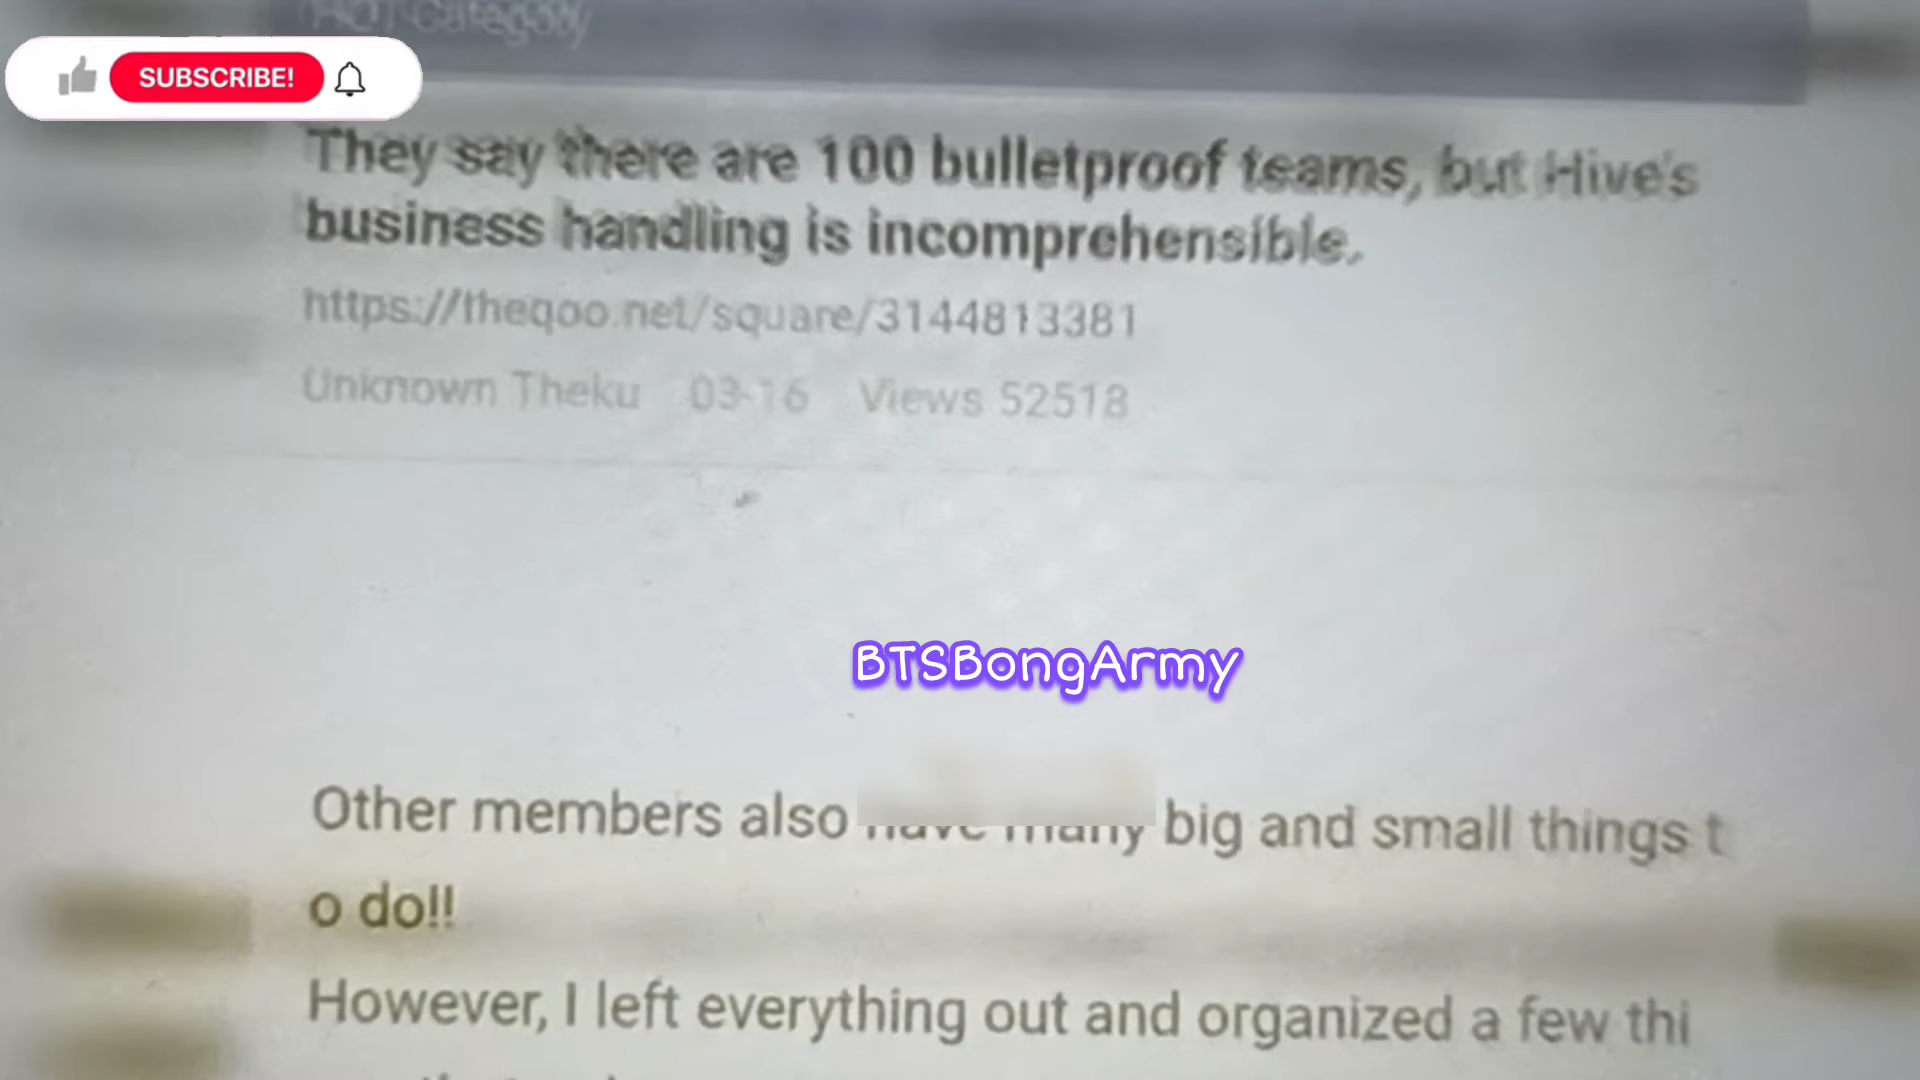 HOT Category
SUBSCRIBE!
They say there are 100 bulletproof teams, but Hive's
business handling is incomprehensible.
https://theqoo.net/square/3144813381
Unknown Theku 03-16 Views 52518
BTSBongArmy
Other members also have many big and small things t
o do!!
However, I left everything out and organized a few thi